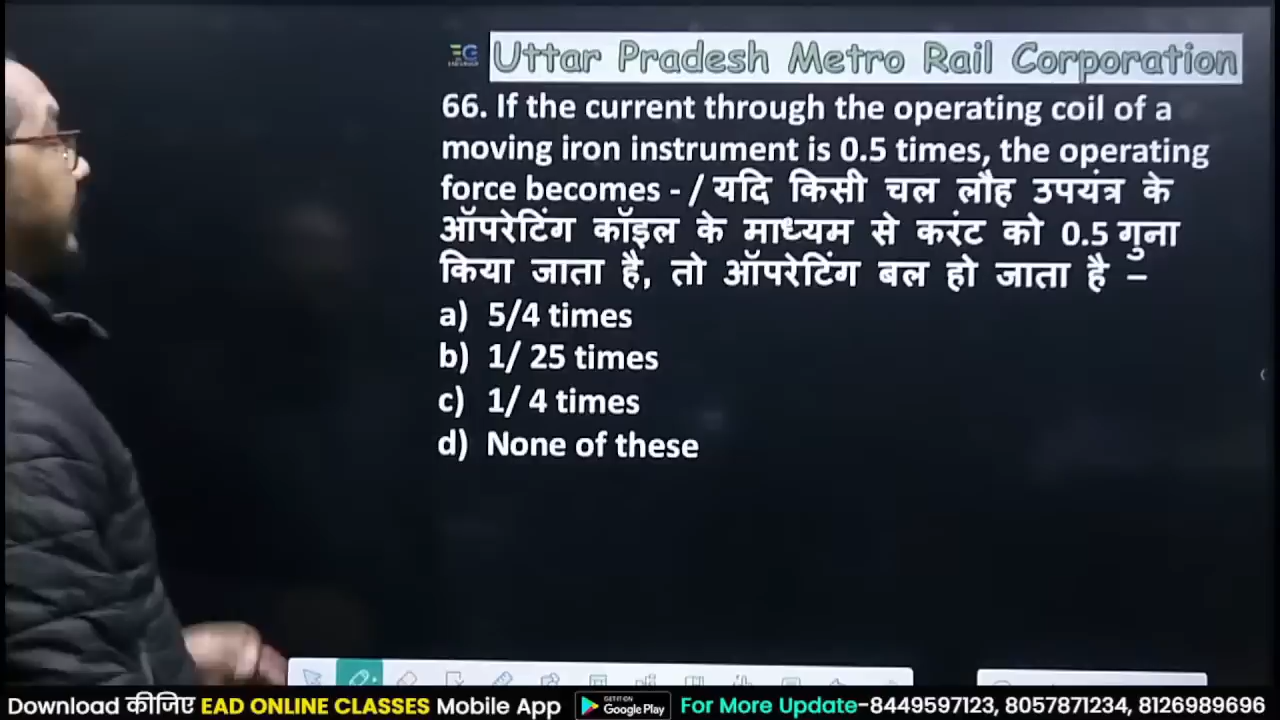 Uttar Pradesh Metro Rail Corporation
66. If the current through the operating coil of a
moving iron instrument is 0.5 times, the operating
force becomes - / यदि किसी चल लौह उपयंत्र के
ऑपरेटिंग कॉइल के माध्यम से करंट को 0.5 गुना
किया जाता है, तो ऑपरेटिंग बल हो जाता है –
a) 5/4 times
b) 1/ 25 times
c) 1/ 4 times
d) None of these
Download कीजिए EAD ONLINE CLASSES Mobile App GET IT ON Google Play For More Update-8449597123, 8057871234, 8126989696